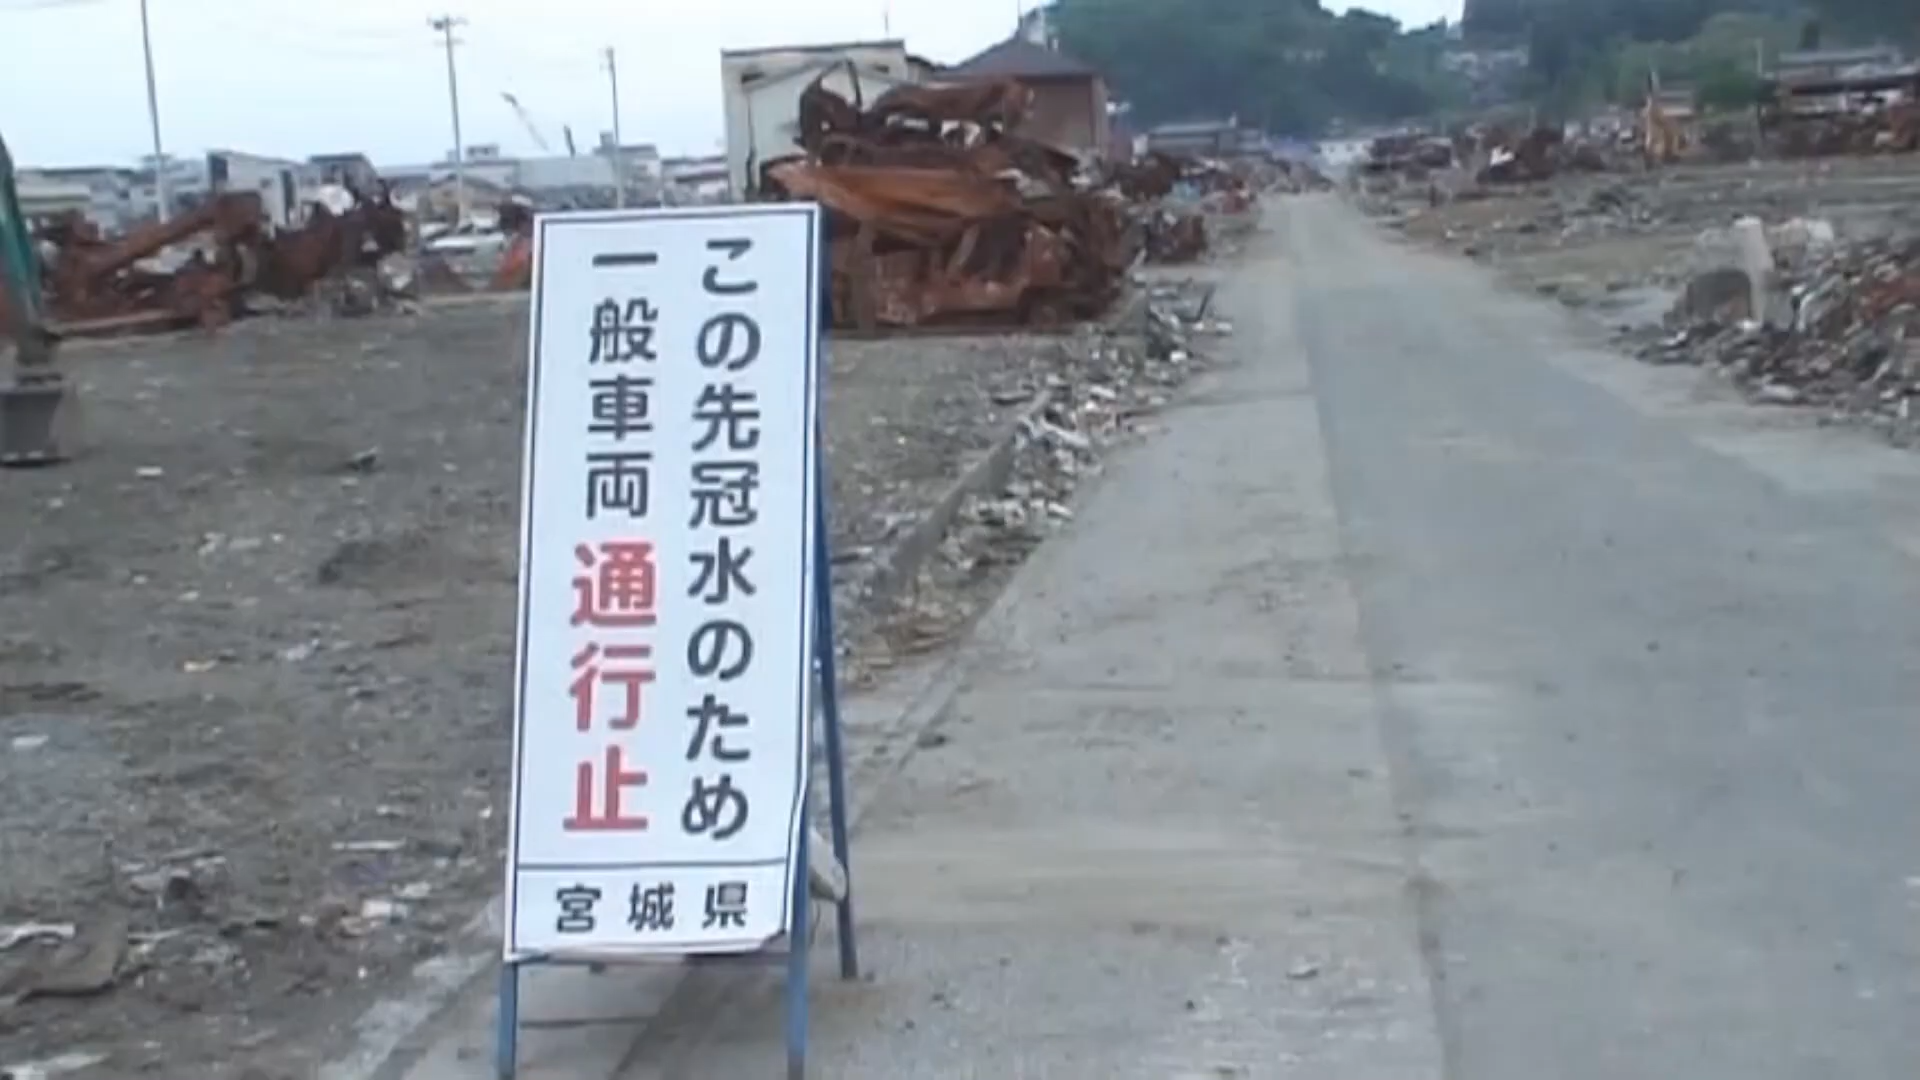 この先冠水のため
一般車両通行止
宮城県